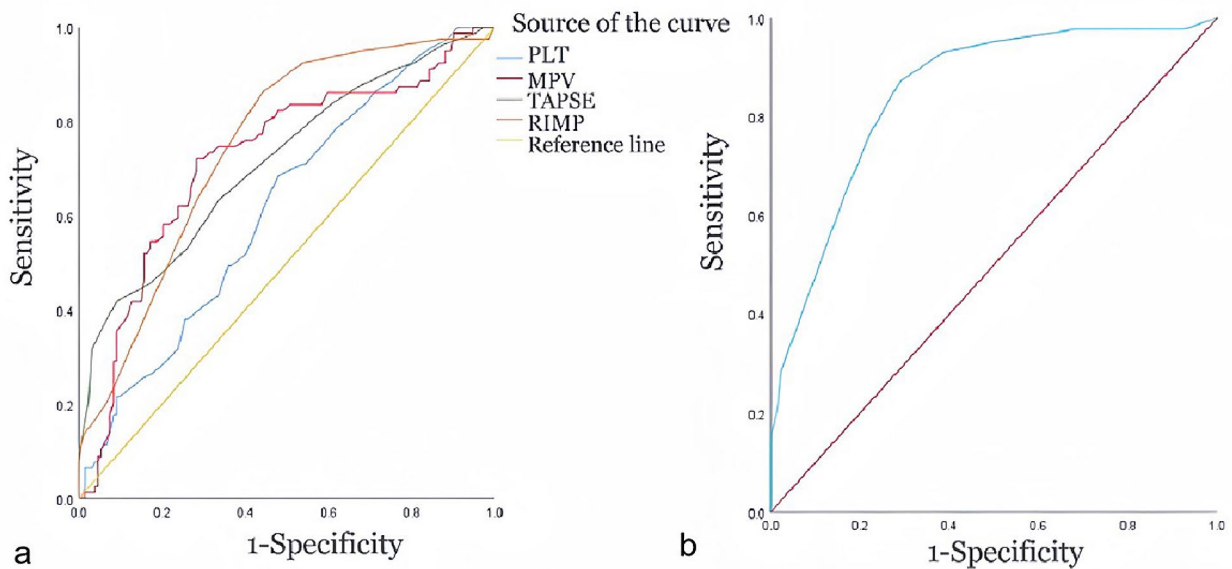 Source of the curve
PLT
MPV
TAPSE
RIMP
Reference line
1.0
0.8
0.6
0.4
0.2
0.0
Sensitivity
0.0 0.2 0.4 0.6 0.8 1.0
1-Specificity
a
1.0
0.8
0.6
0.4
0.2
0.0
Sensitivity
0.0 0.2 0.4 0.6 0.8 1.0
1-Specificity
b